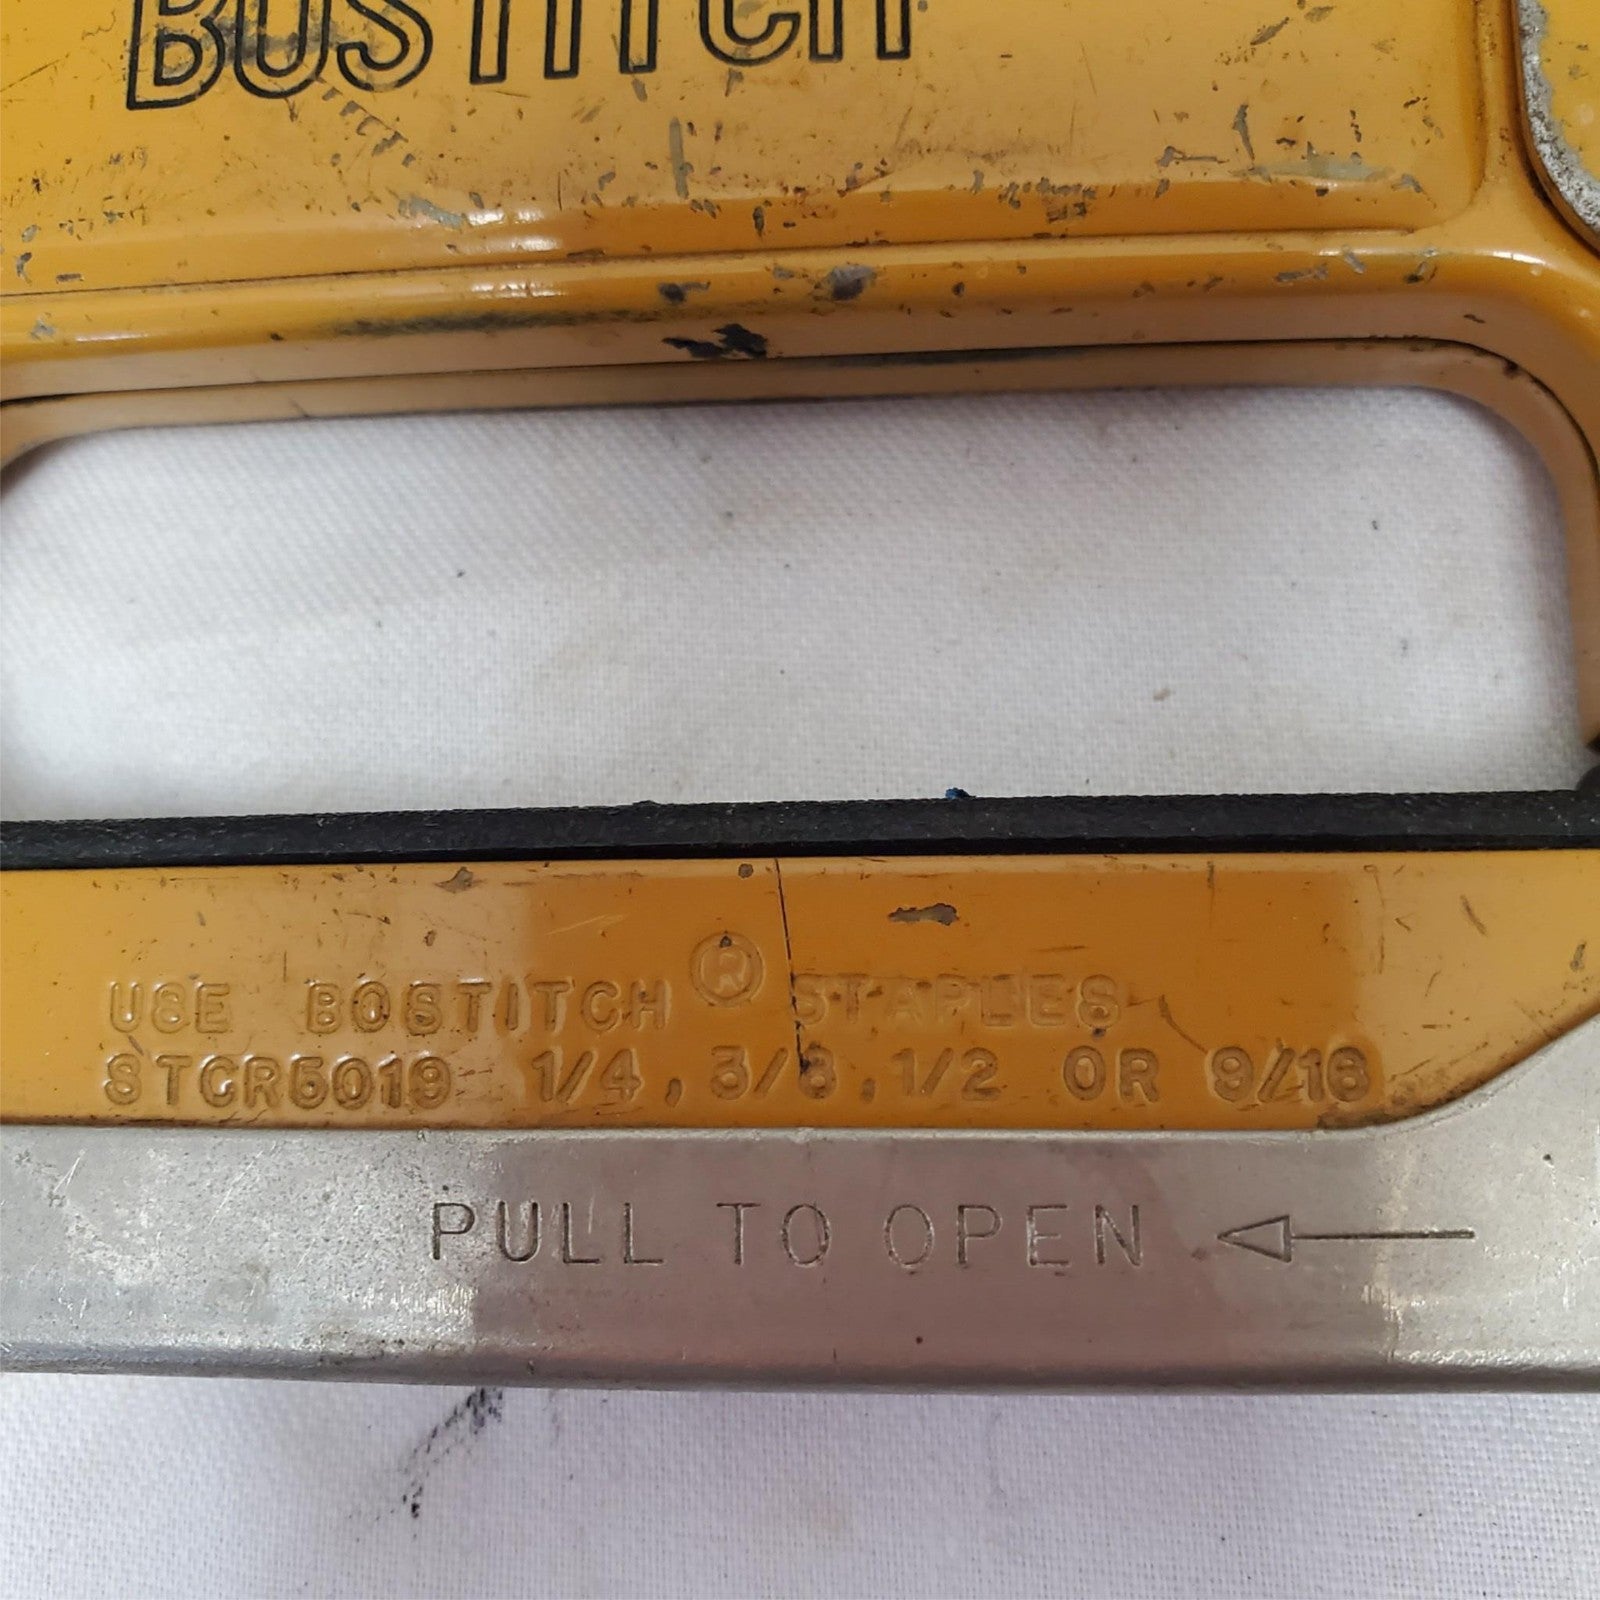 BOSTITCH
USE BOSTITCH® STAPLES
STCR5019 1/4, 3/8, 1/2 OR 9/16
PULL TO OPEN